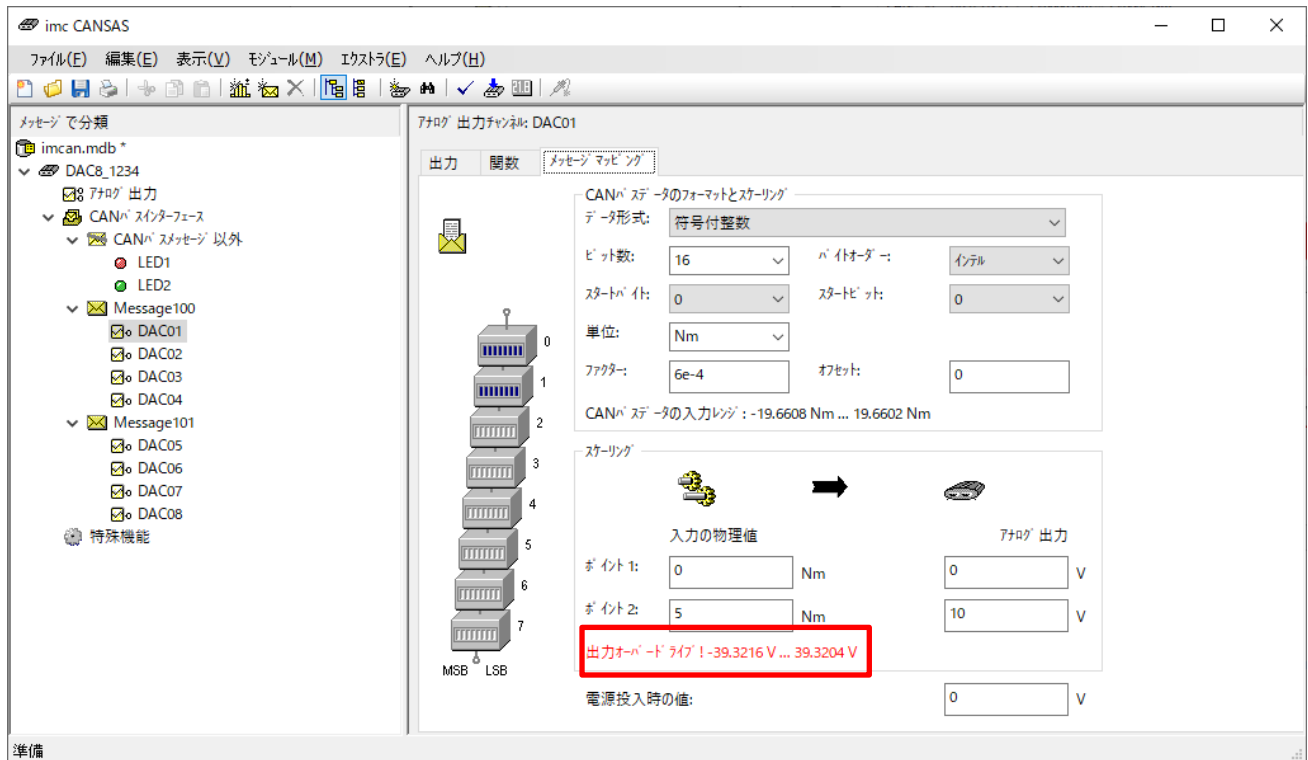 imc CANSAS
ファイル(F) 編集(E) 表示(V) モジュール(M) エクストラ(E) ヘルプ(H)
メッセージで分類
imcan.mdb *
DAC8_1234
アナログ出力
CANバスインターフェース
CANバスメッセージ以外
LED1
LED2
Message100
DAC01
DAC02
DAC03
DAC04
Message101
DAC05
DAC06
DAC07
DAC08
特殊機能
アナログ出力チャンネル: DAC01
出力 関数 メッセージマッピング
CANバスデータのフォーマットとスケーリング
データ形式: 符号付整数
ビット数: 16 バイトオーダー: インテル
スタートバイト: 0 スタートビット: 0
単位: Nm
ファクター: 6e-4 オフセット: 0
CANバスデータの入力レンジ: -19.6608 Nm ... 19.6602 Nm
0
1
2
3
4
5
6
7
MSB LSB
スケーリング
入力の物理値 アナログ出力
ポイント1: 0 Nm 0 V
ポイント2: 5 Nm 10 V
出力オーバードライブ! -39.3216 V ... 39.3204 V
電源投入時の値: 0 V
準備